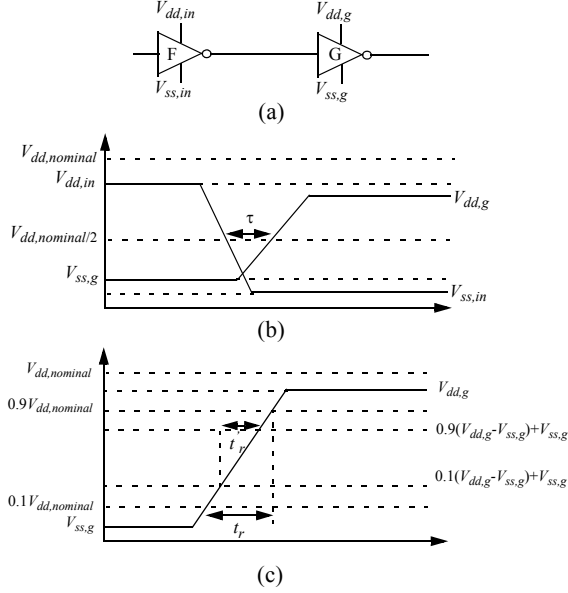 V_{dd,in}
V_{dd,g}
F
G
V_{ss,in}
V_{ss,g}
(a)
V_{dd,nominal}
V_{dd,in}
V_{dd,g}
τ
V_{dd,nominal/2}
V_{ss,g}
V_{ss,in}
(b)
V_{dd,nominal}
V_{dd,g}
0.9V_{dd,nominal}
0.9(V_{dd,g}-V_{ss,g})+V_{ss,g}
t'_r
0.1(V_{dd,g}-V_{ss,g})+V_{ss,g}
0.1V_{dd,nominal}
V_{ss,g}
t_r
(c)